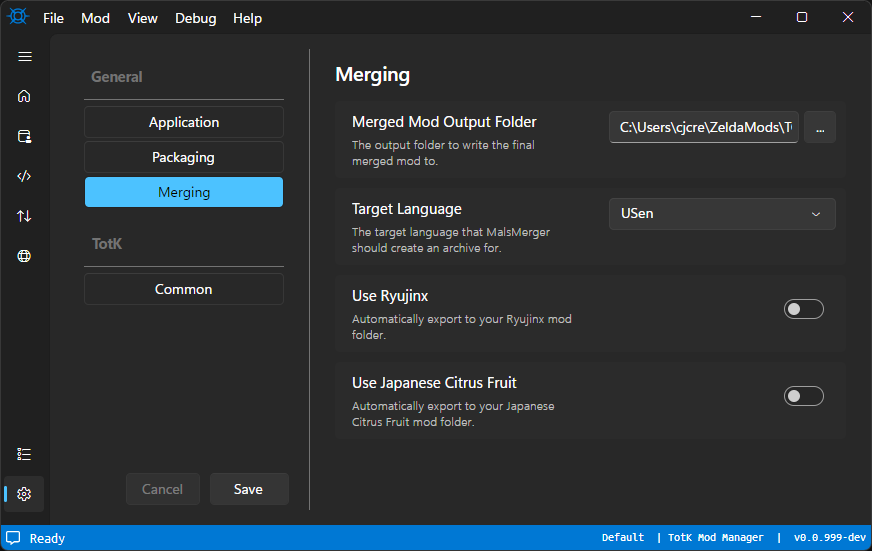 File Mod View Debug Help
General
Application
Packaging
Merging
TotK
Common
Cancel Save
Merging
Merged Mod Output Folder
The output folder to write the final
merged mod to.
C:\Users\cjcre\ZeldaMods\T
...
Target Language
The target language that MalsMerger
should create an archive for.
USen
Use Ryujinx
Automatically export to your Ryujinx mod
folder.
Use Japanese Citrus Fruit
Automatically export to your Japanese
Citrus Fruit mod folder.
Ready
Default | TotK Mod Manager | v0.0.999-dev